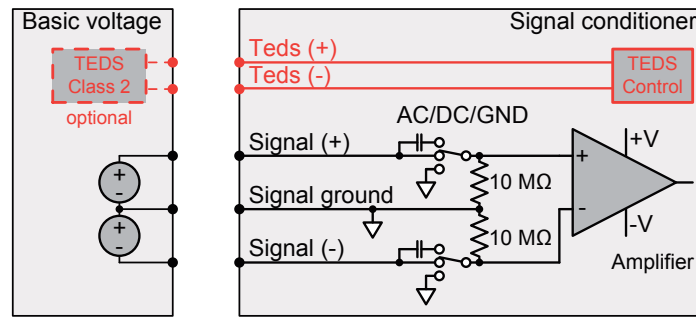 Basic voltage
Signal conditioner
TEDS
Class 2
optional
Teds (+)
Teds (-)
TEDS
Control
AC/DC/GND
Signal (+)
+V
+
10 MΩ
+
-
Signal ground
+
-
-
10 MΩ
-V
Signal (-)
Amplifier